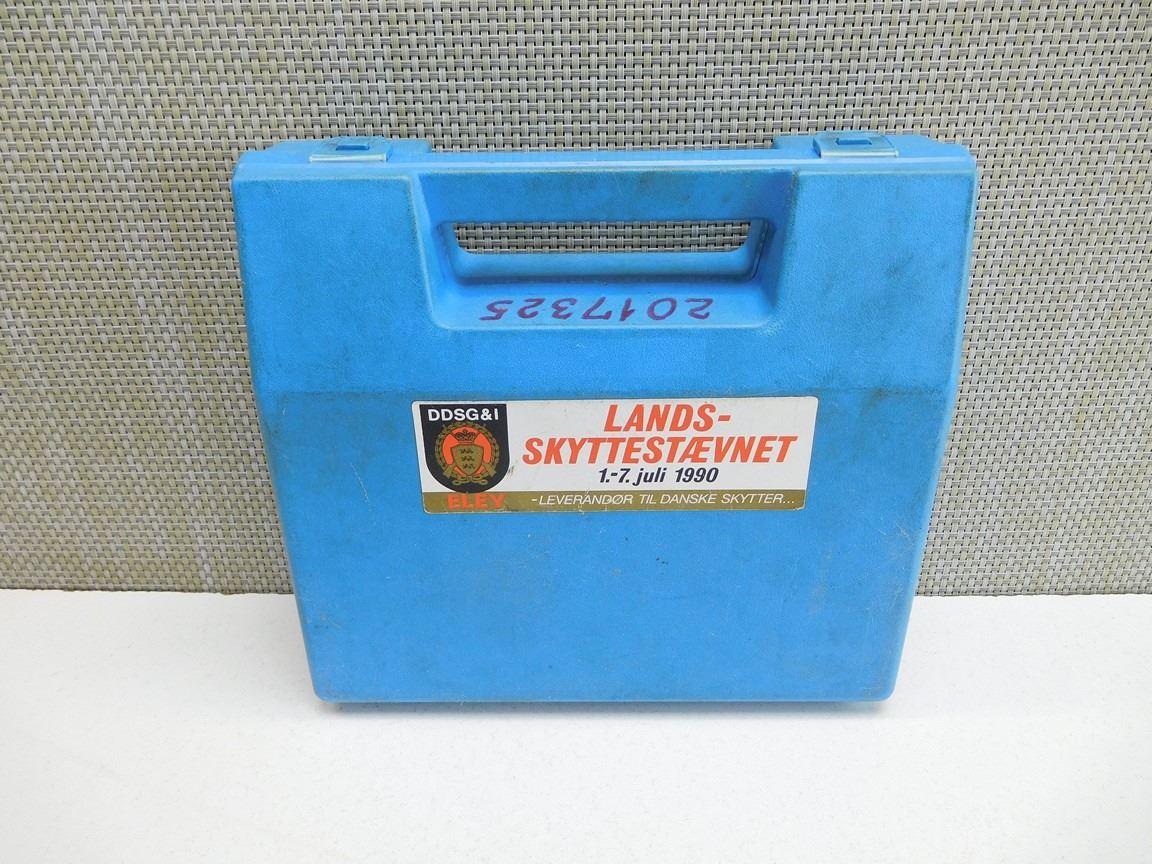 2017325
DDSG&I
LANDS-
SKYTTESTÆVNET
1.-7. juli 1990
ELEY
-LEVERANDØR TIL DANSKE SKYTTER...